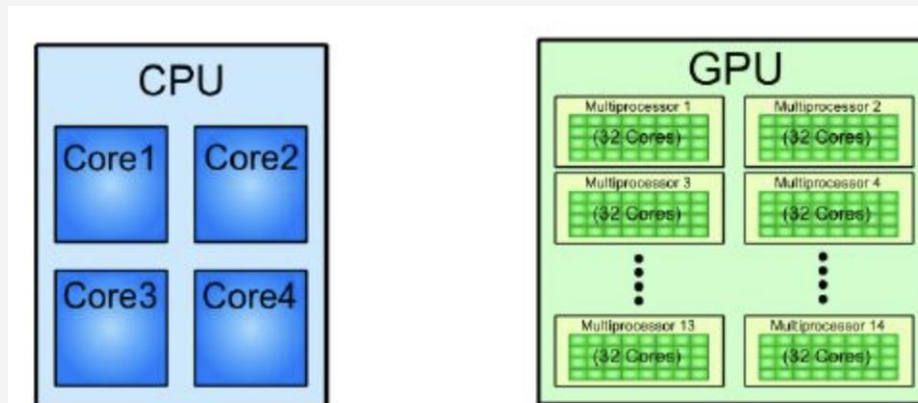 CPU
Core1
Core2
Core3
Core4
GPU
Multiprocessor 1
(32 Cores)
Multiprocessor 2
(32 Cores)
Multiprocessor 3
(32 Cores)
Multiprocessor 4
(32 Cores)
Multiprocessor 13
(32 Cores)
Multiprocessor 14
(32 Cores)